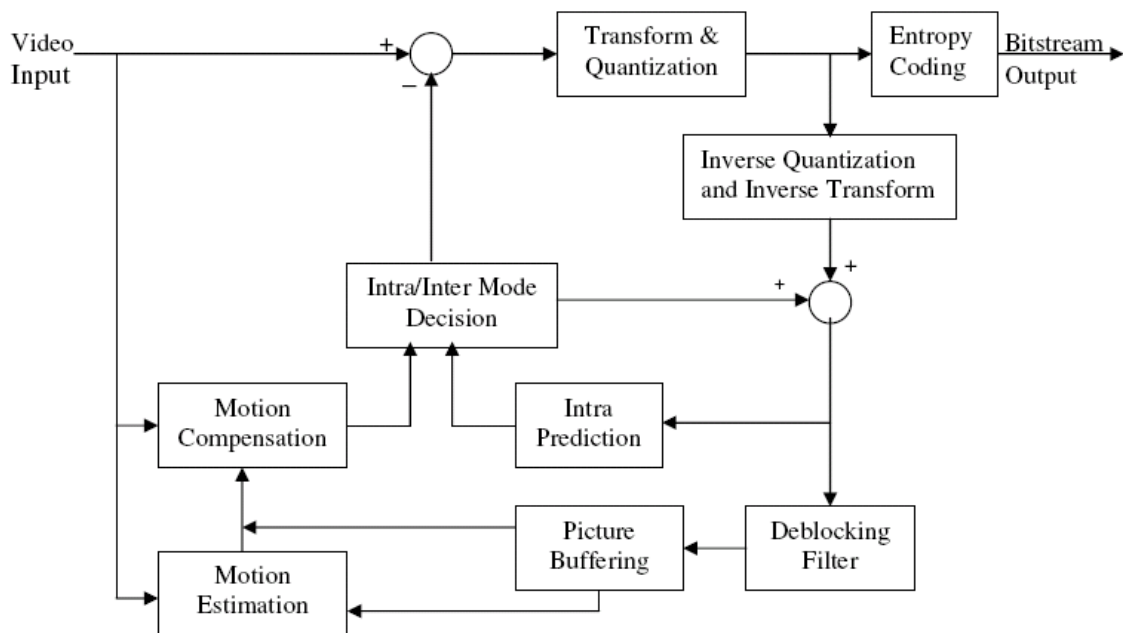 Video
Input
+
−
Transform &
Quantization
Entropy
Coding
Bitstream
Output
Inverse Quantization
and Inverse Transform
+
+
Intra/Inter Mode
Decision
Motion
Compensation
Intra
Prediction
Picture
Buffering
Deblocking
Filter
Motion
Estimation